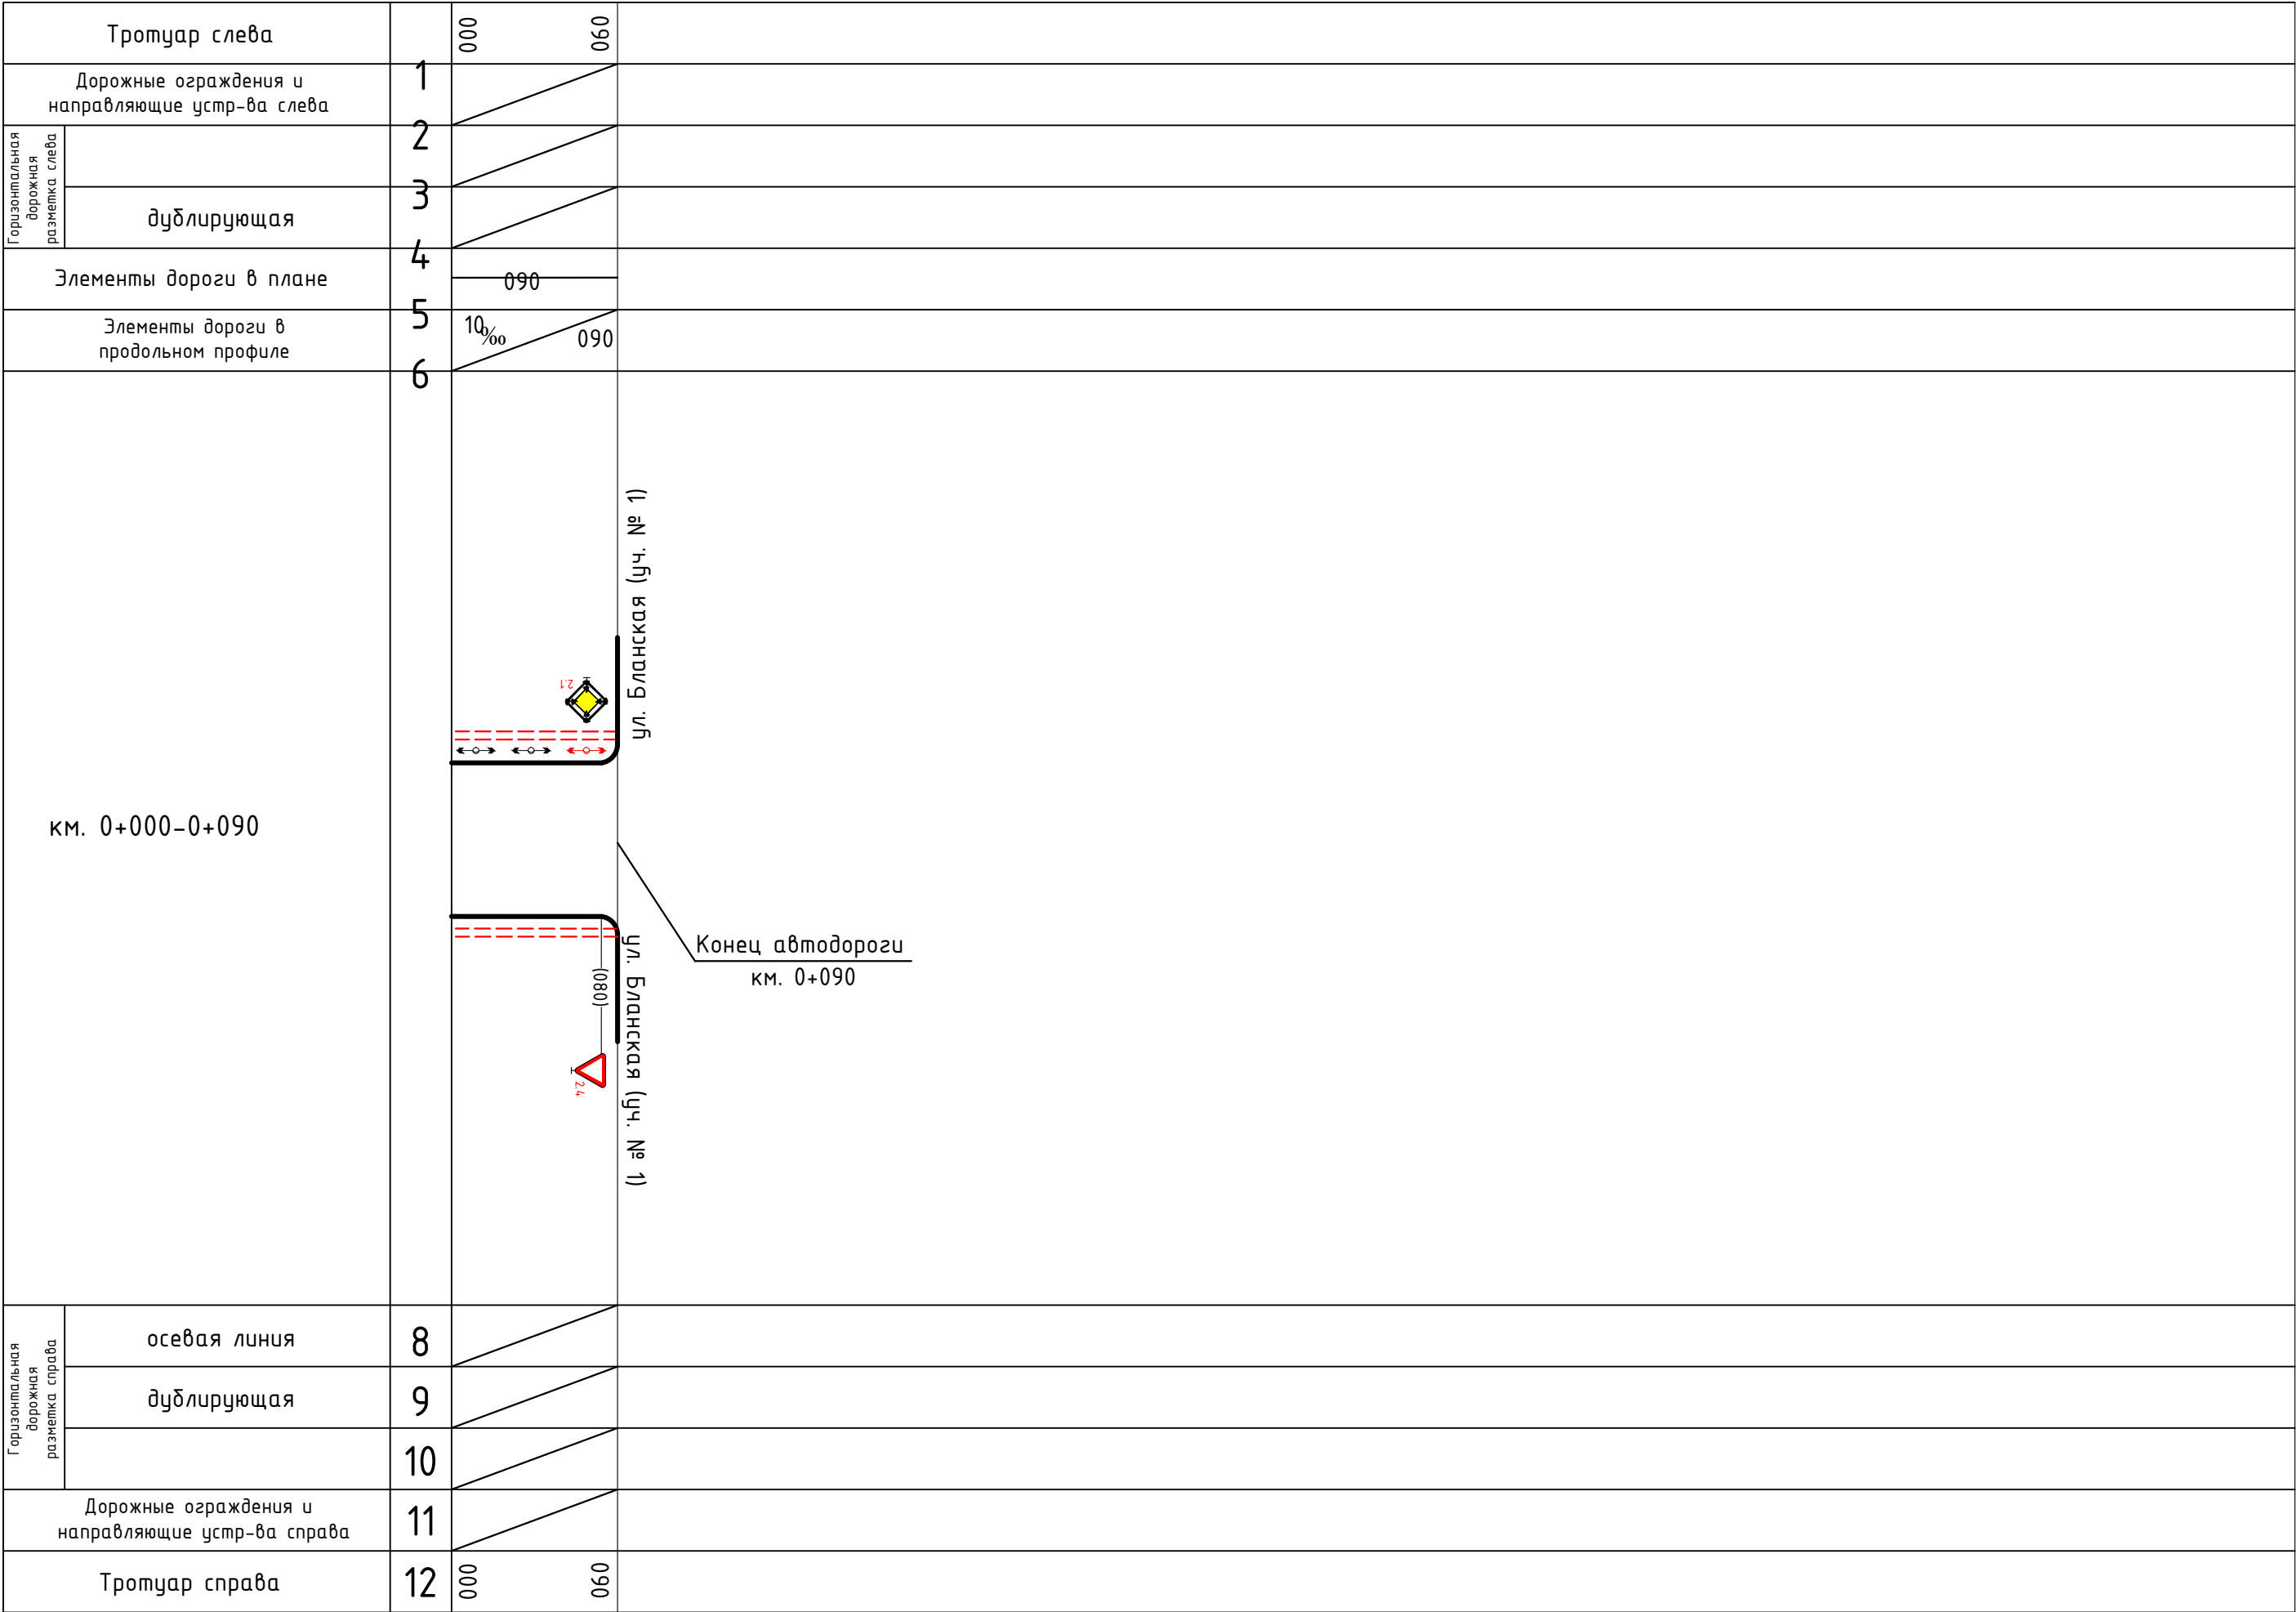 Тротуар слева
000
090
1
Дорожные ограждения и
направляющие устр-ва слева
2
Горизонтальная
дорожная
разметка слева
3
дублирующая
4
Элементы дороги в плане
090
5
Элементы дороги в
продольном профиле
10‰
090
6
ул. Бланская (уч. № 1)
2.1
км. 0+000-0+090
Конец автодороги
км. 0+090
(080)
ул. Бланская (уч. № 1)
2.4
Горизонтальная
дорожная
разметка справа
осевая линия
8
дублирующая
9
10
Дорожные ограждения и
направляющие устр-ва справа
11
Тротуар справа
12
000
090